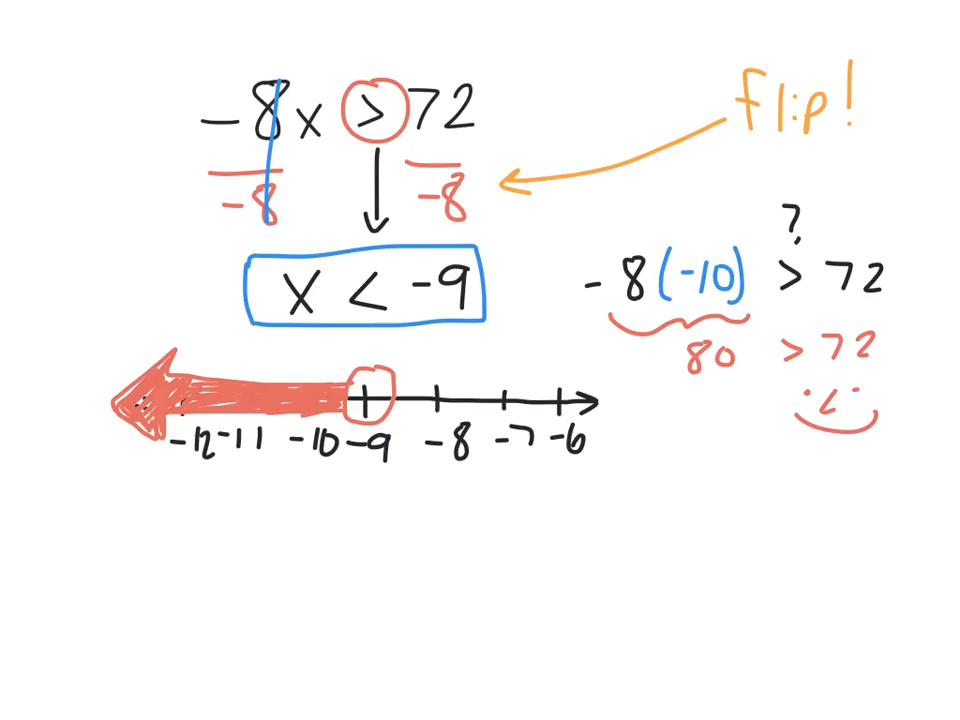 -8x > 72
-8 -8
flip!
x < -9
?
-8(-10) > 72
80 > 72
-12 -11 -10 -9 -8 -7 -6